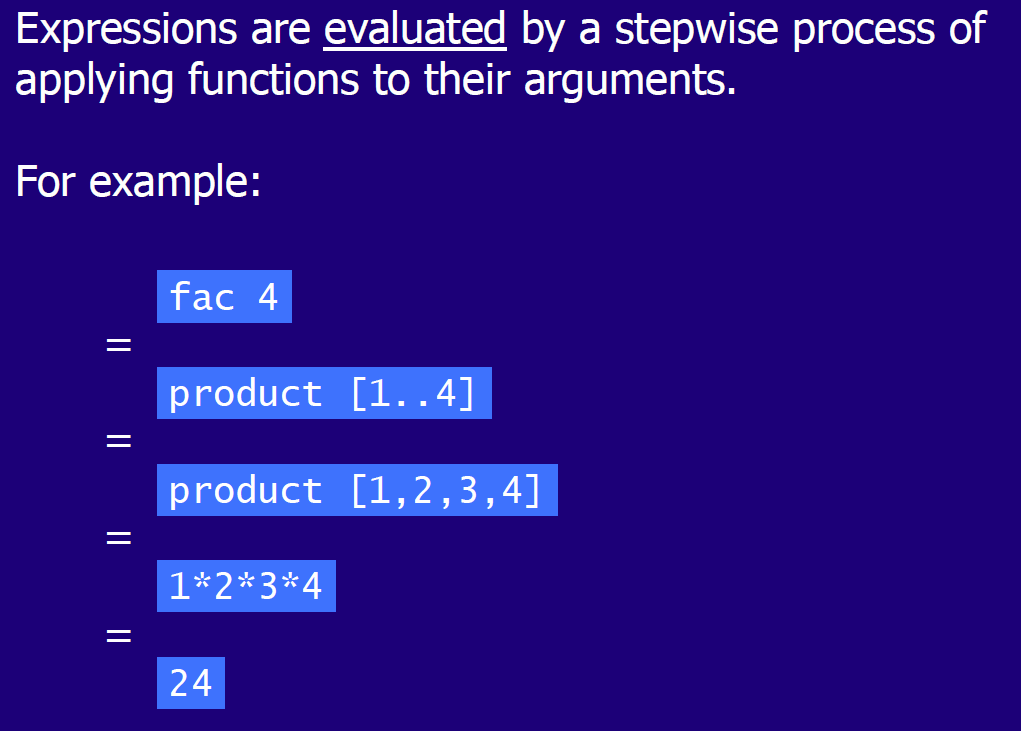 Expressions are evaluated by a stepwise process of
applying functions to their arguments.
For example:
fac 4
=
product [1..4]
=
product [1,2,3,4]
=
1*2*3*4
=
24